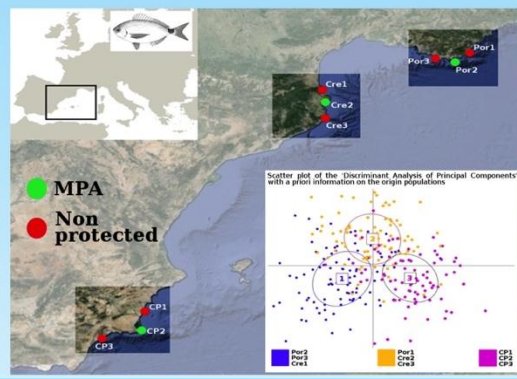 Por1
Por3
Por2
Cre1
Cre2
Cre3
MPA
Non
protected
CP1
CP2
CP3
Scatter plot of the 'Discriminant Analysis of Principal Components'
with a priori information on the origin populations
2
1
3
Por2
Por3
Cre1
Por1
Cre2
Cre3
CP1
CP2
CP3